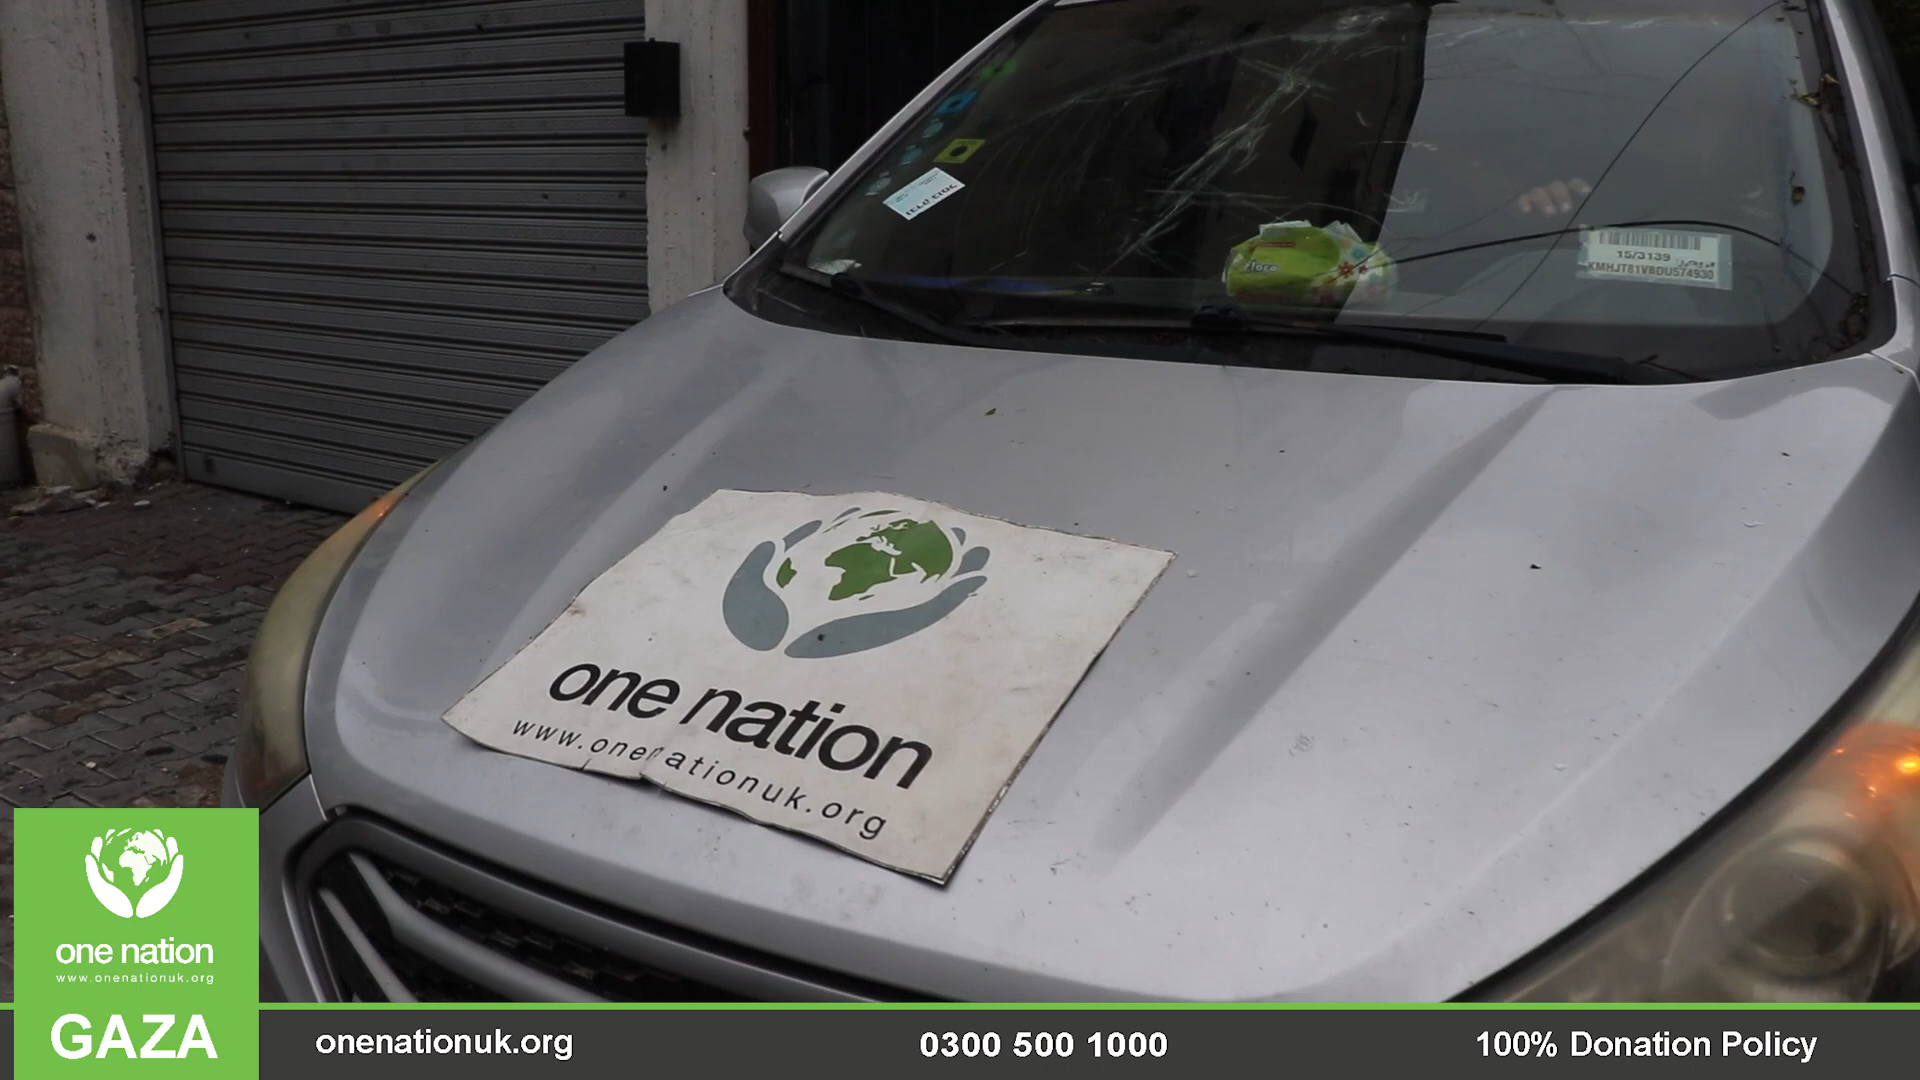 Floro
15/3139
KMHJT81VBDU574930
one nation
www.onenationuk.org
one nation
www.onenationuk.org
GAZA
onenationuk.org
0300 500 1000
100% Donation Policy